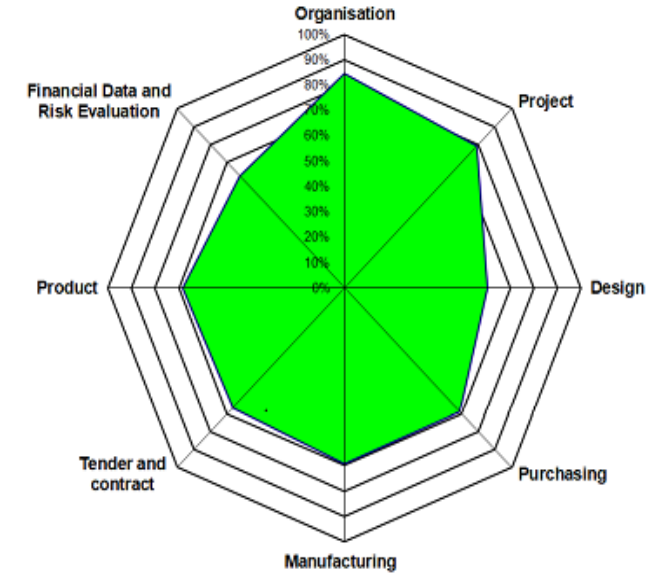 Organisation
100%
90%
80%
70%
60%
50%
40%
30%
20%
10%
0%
Financial Data and
Risk Evaluation
Project
Product
Design
Tender and
contract
Purchasing
Manufacturing